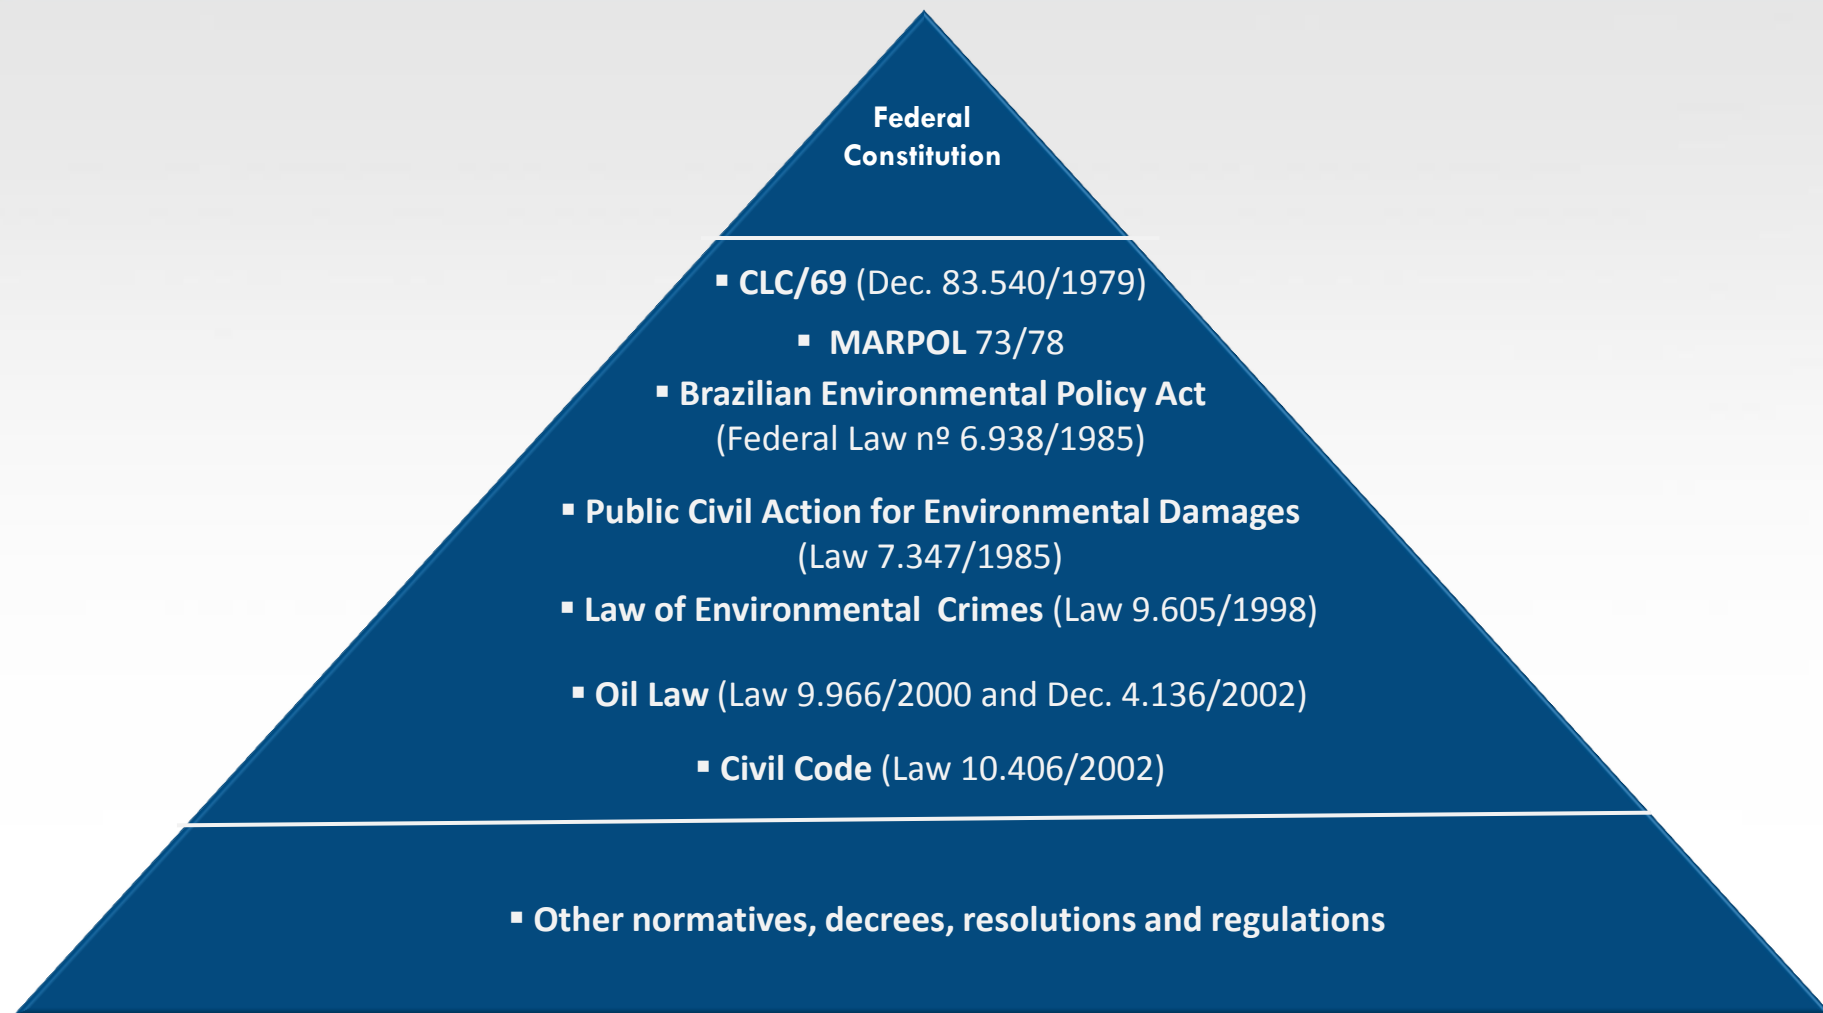 Federal
Constitution
▪ CLC/69 (Dec. 83.540/1979)
▪ MARPOL 73/78
▪ Brazilian Environmental Policy Act
(Federal Law nº 6.938/1985)
▪ Public Civil Action for Environmental Damages
(Law 7.347/1985)
▪ Law of Environmental Crimes (Law 9.605/1998)
▪ Oil Law (Law 9.966/2000 and Dec. 4.136/2002)
▪ Civil Code (Law 10.406/2002)
▪ Other normatives, decrees, resolutions and regulations